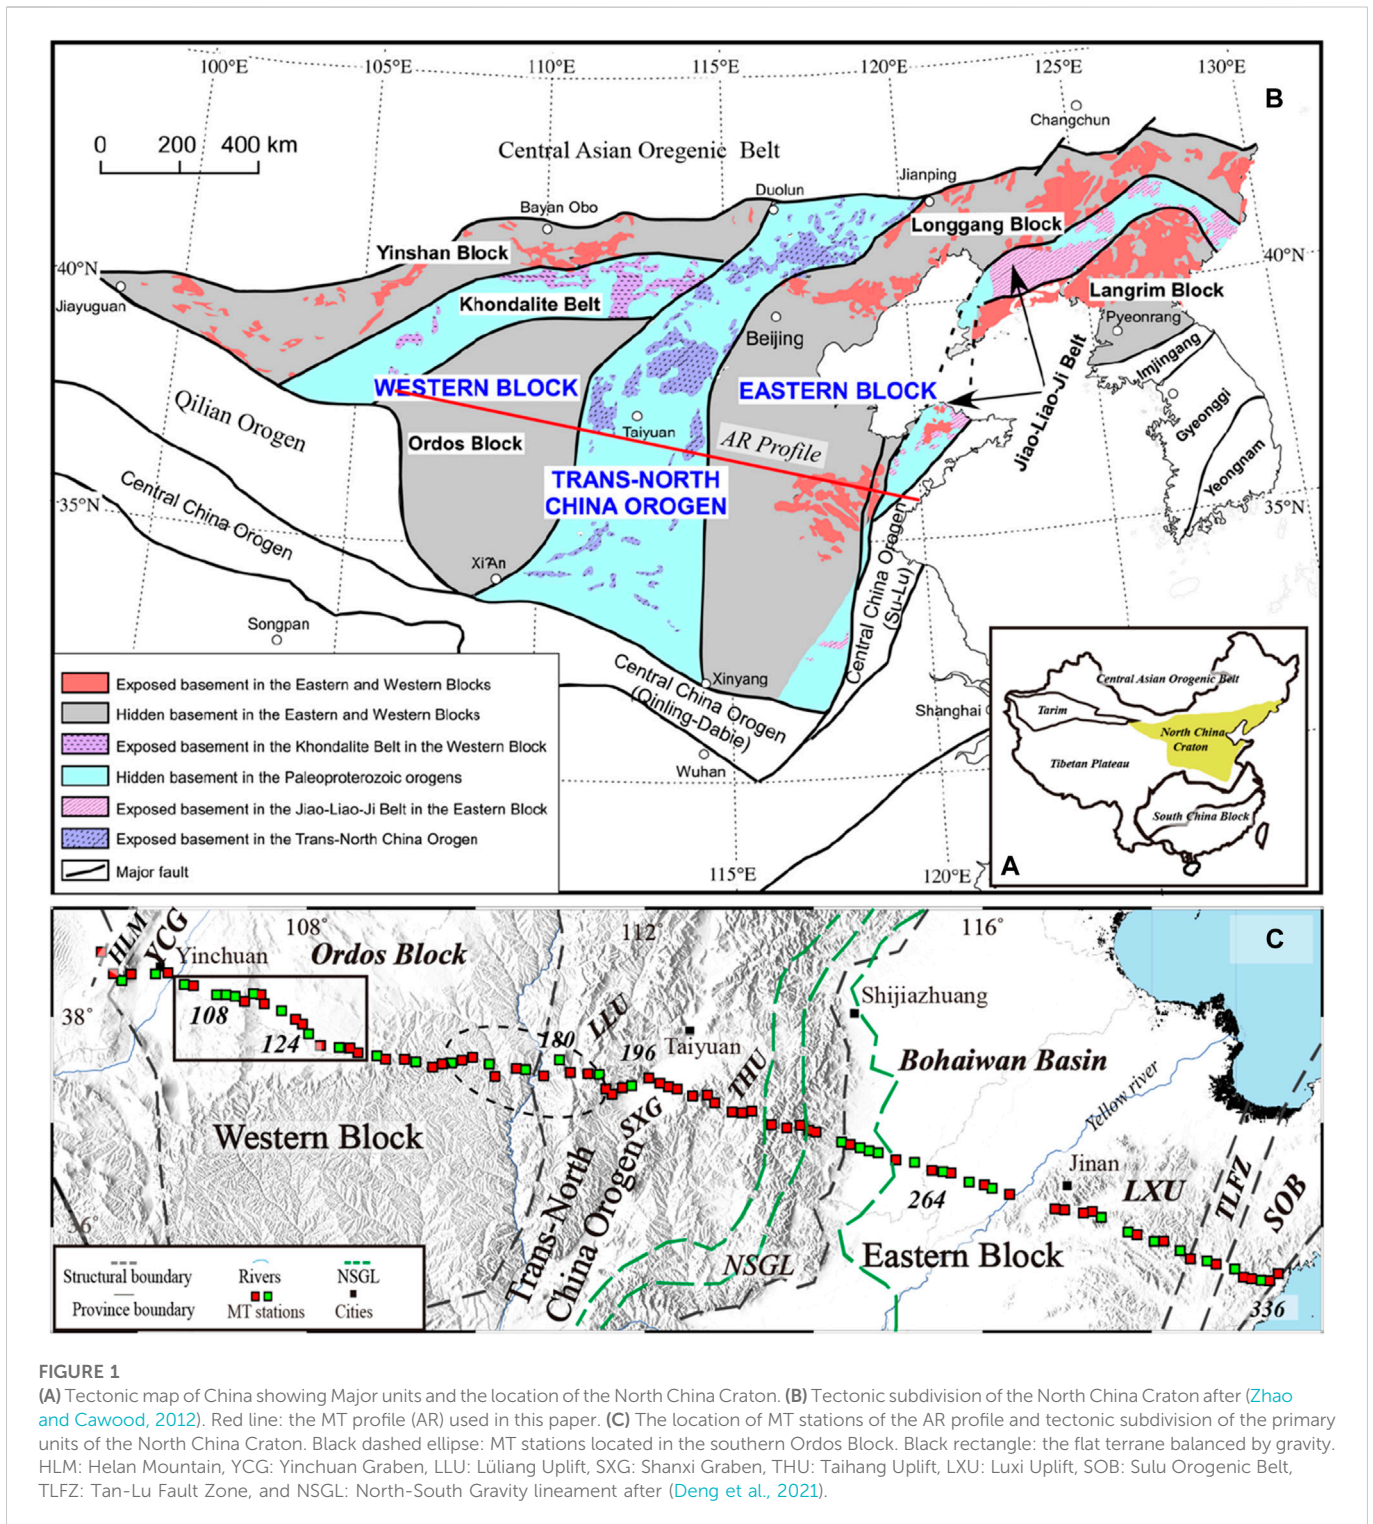 100°E
105°E
110°E
115°E
120°E
125°E
130°E
B
Changchun
0 200 400 km
Central Asian Oregenic Belt
Jianping
Duolun
Bayan Obo
Longgang Block
Yinshan Block
40°N
40°N
Jiayuguan
Khondalite Belt
Langrim Block
Pyeonrang
Beijing
Imjingang
WESTERN BLOCK
EASTERN BLOCK
Jiao-Liao-Ji Belt
Qilian Orogen
Gyeonggi
Taiyuan
Ordos Block
AR Profile
Yeongnam
TRANS-NORTH
CHINA OROGEN
Central China Orogen
35°N
35°N
Xi?An
Central China Orogen
(Su-Lu)
Songpan
Central China Orogen
(Qinling-Dabie)
Xinyang
Shanghai
Wuhan
115°E
120°E
Exposed basement in the Eastern and Western Blocks
Hidden basement in the Eastern and Western Blocks
Exposed basement in the Khondalite Belt in the Western Block
Hidden basement in the Paleoproterozoic orogens
Exposed basement in the Jiao-Liao-Ji Belt in the Eastern Block
Exposed basement in the Trans-North China Orogen
Major fault
Central Asian Orogenic Belt
Tarim
North China
Craton
Tibetan Plateau
South China Block
A
HLM
YCG
Yinchuan
108°
Ordos Block
112°
116°
C
38°
108
124
180
LLU
196
Taiyuan
THU
SXG
Shijiazhuang
Bohaiwan Basin
Yellow river
Western Block
Trans-North
China Orogen
264
Jinan
LXU
TLFZ
SOB
36°
NSGL
Eastern Block
336
Structural boundary
Rivers
NSGL
Province boundary
MT stations
Cities
FIGURE 1
(A) Tectonic map of China showing Major units and the location of the North China Craton. (B) Tectonic subdivision of the North China Craton after (Zhao
and Cawood, 2012). Red line: the MT profile (AR) used in this paper. (C) The location of MT stations of the AR profile and tectonic subdivision of the primary
units of the North China Craton. Black dashed ellipse: MT stations located in the southern Ordos Block. Black rectangle: the flat terrane balanced by gravity.
HLM: Helan Mountain, YCG: Yinchuan Graben, LLU: Lüliang Uplift, SXG: Shanxi Graben, THU: Taihang Uplift, LXU: Luxi Uplift, SOB: Sulu Orogenic Belt,
TLFZ: Tan-Lu Fault Zone, and NSGL: North-South Gravity lineament after (Deng et al., 2021).